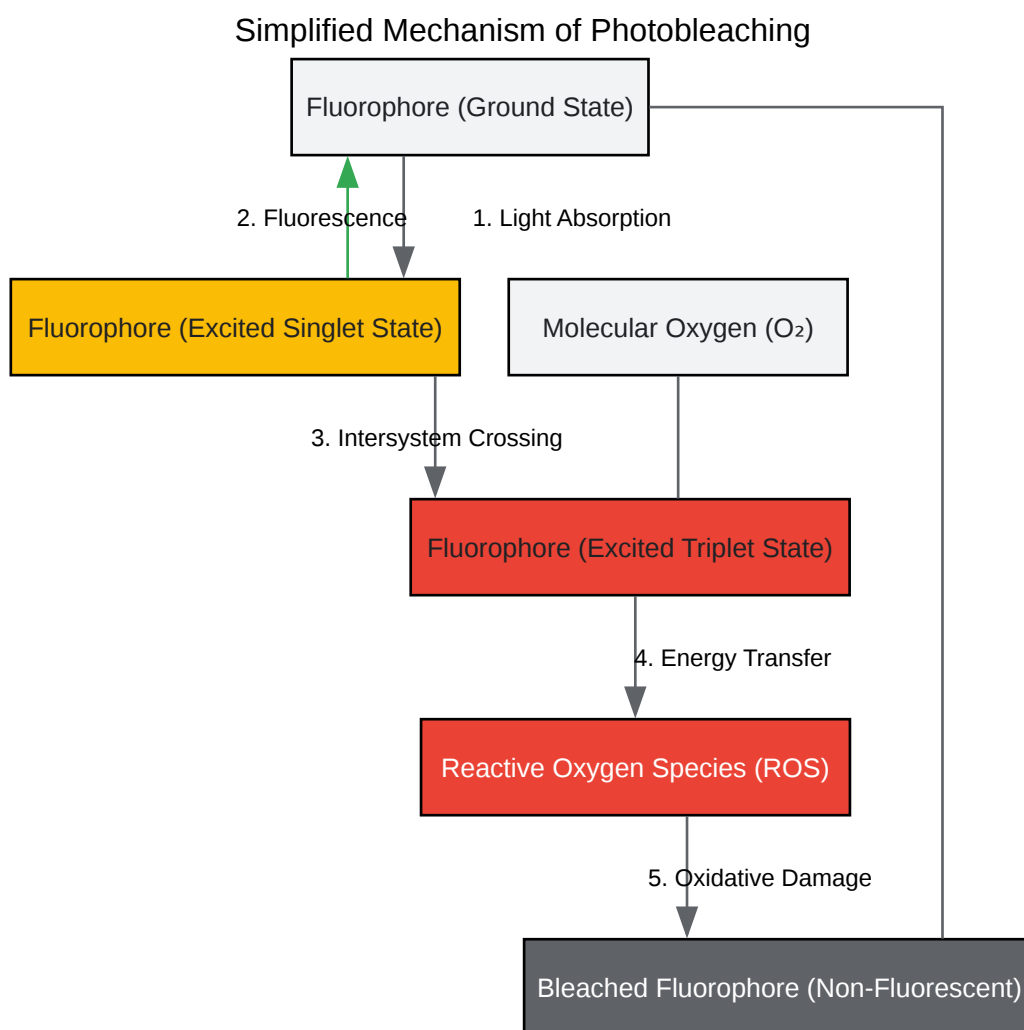 Simplified Mechanism of Photobleaching
Fluorophore (Ground State)
2. Fluorescence
1. Light Absorption
Fluorophore (Excited Singlet State)
Molecular Oxygen (O₂)
3. Intersystem Crossing
Fluorophore (Excited Triplet State)
4. Energy Transfer
Reactive Oxygen Species (ROS)
5. Oxidative Damage
Bleached Fluorophore (Non-Fluorescent)